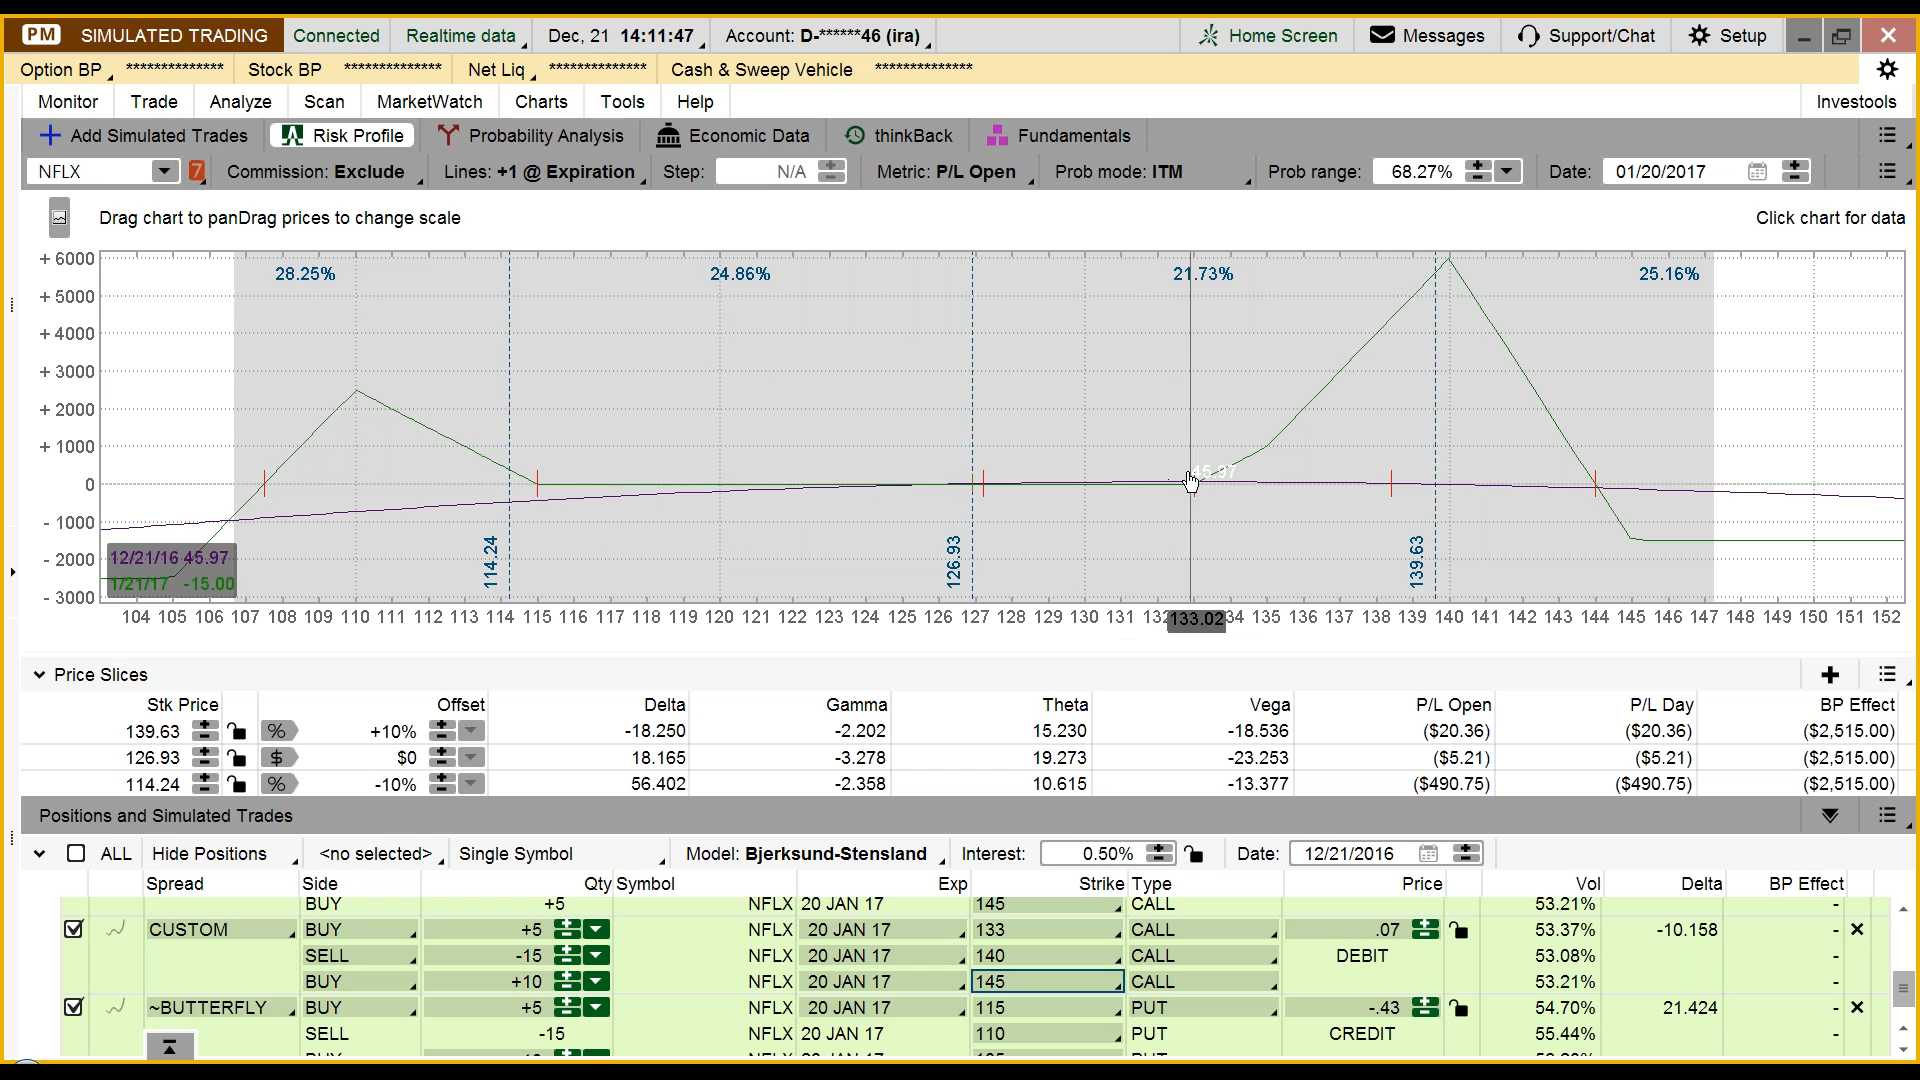 PM SIMULATED TRADING Connected Realtime data Dec, 21 14:11:47 Account: D-******46 (ira) Home Screen Messages Support/Chat Setup
Option BP ************** Stock BP ************** Net Liq ************** Cash & Sweep Vehicle **************
Monitor Trade Analyze Scan MarketWatch Charts Tools Help Investools
Add Simulated Trades Risk Profile Probability Analysis Economic Data thinkBack Fundamentals
NFLX 7 Commission: Exclude Lines: +1 @ Expiration Step: N/A Metric: P/L Open Prob mode: ITM Prob range: 68.27% Date: 01/20/2017
Drag chart to panDrag prices to change scale Click chart for data
+ 6000
28.25% 24.86% 21.73% 25.16%
+ 5000
+ 4000
+ 3000
+ 2000
+ 1000
45.97
0
- 1000
- 2000
- 3000
12/21/16 45.97
1/21/17 -15.00
114.24 126.93 139.63
104 105 106 107 108 109 110 111 112 113 114 115 116 117 118 119 120 121 122 123 124 125 126 127 128 129 130 131 133.02 135 136 137 138 139 140 141 142 143 144 145 146 147 148 149 150 151 152
Price Slices
Stk Price Offset Delta Gamma Theta Vega P/L Open P/L Day BP Effect
139.63 % +10% -18.250 -2.202 15.230 -18.536 ($20.36) ($20.36) ($2,515.00)
126.93 $ $0 18.165 -3.278 19.273 -23.253 ($5.21) ($5.21) ($2,515.00)
114.24 % -10% 56.402 -2.358 10.615 -13.377 ($490.75) ($490.75) ($2,515.00)
Positions and Simulated Trades
ALL Hide Positions <no selected> Single Symbol Model: Bjerksund-Stensland Interest: 0.50% Date: 12/21/2016
Spread Side Qty Symbol Exp Strike Type Price Vol Delta BP Effect
BUY +5 NFLX 20 JAN 17 145 CALL 53.21% -
CUSTOM BUY +5 NFLX 20 JAN 17 133 CALL .07 53.37% -10.158 -
SELL -15 NFLX 20 JAN 17 140 CALL DEBIT 53.08% -
BUY +10 NFLX 20 JAN 17 145 CALL 53.21% -
~BUTTERFLY BUY +5 NFLX 20 JAN 17 115 PUT -.43 54.70% 21.424 -
SELL -15 NFLX 20 JAN 17 110 PUT CREDIT 55.44% -